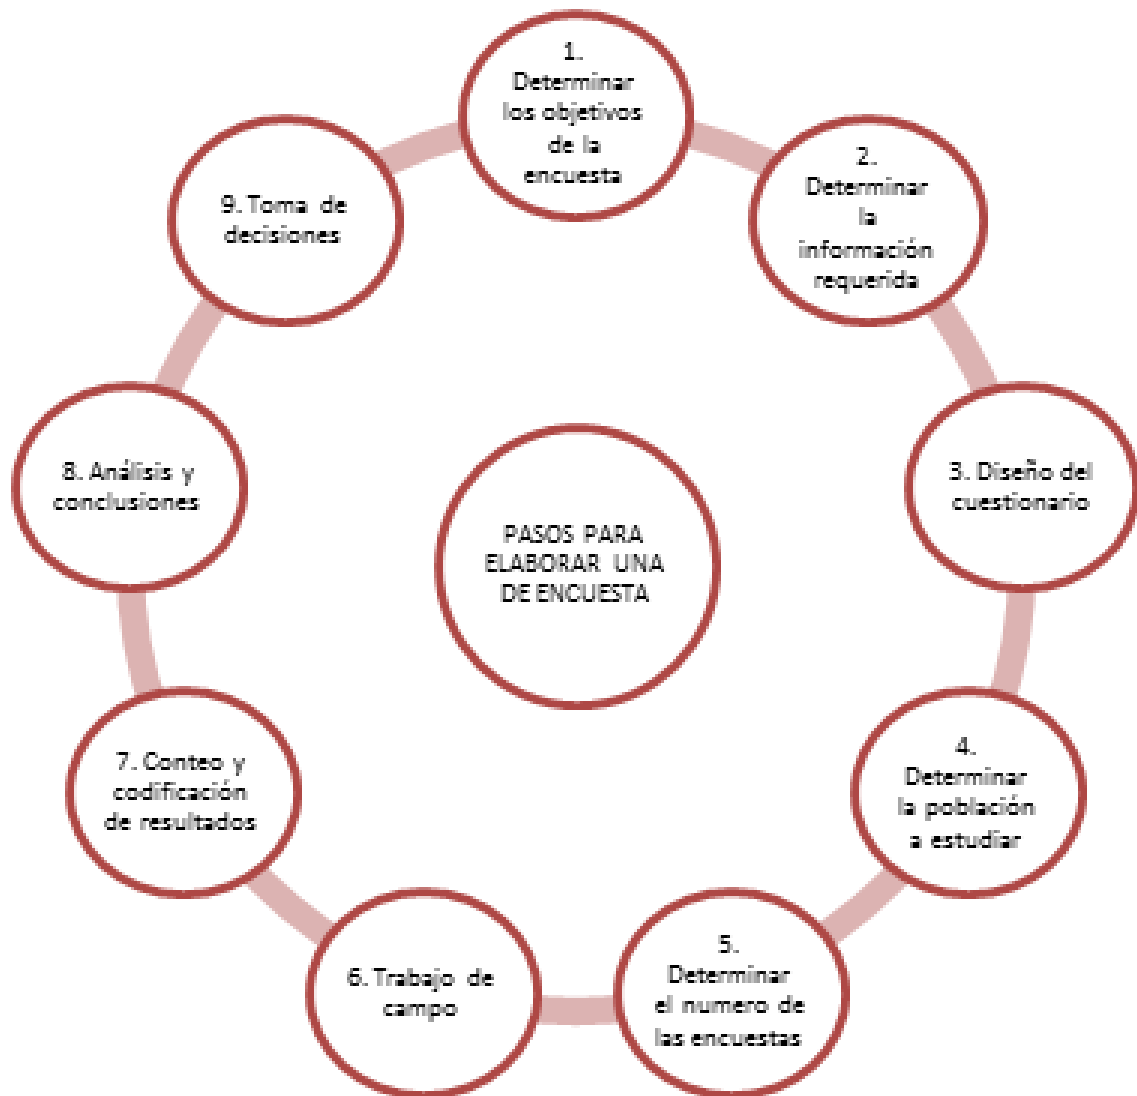 1.
Determinar
los objetivos
de la
encuesta
2.
Determinar
la
información
requerida
3. Diseño del
cuestionario
4.
Determinar
la población
a estudiar
5.
Determinar
el numero de
las encuestas
6. Trabajo de
campo
7. Conteo y
codificación
de resultados
8. Análisis y
conclusiones
9. Toma de
decisiones
PASOS PARA
ELABORAR UNA
DE ENCUESTA